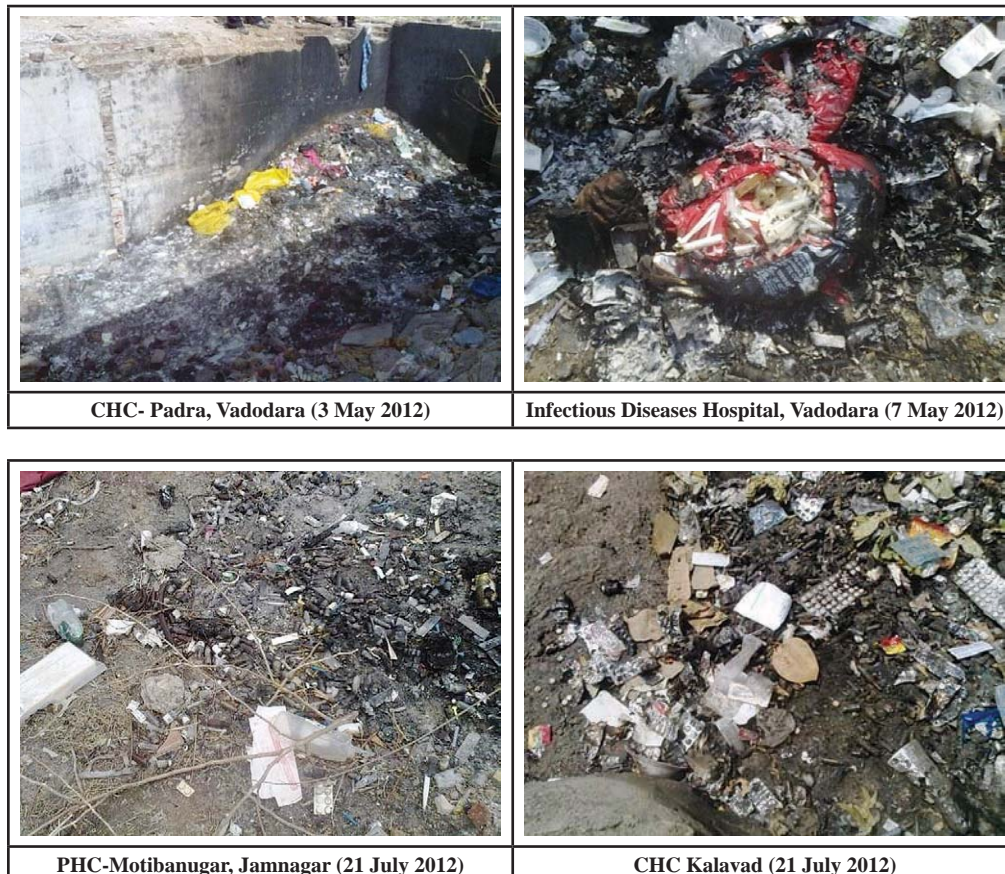 CHC- Padra, Vadodara (3 May 2012)
Infectious Diseases Hospital, Vadodara (7 May 2012)
PHC-Motibanugar, Jamnagar (21 July 2012)
CHC Kalavad (21 July 2012)